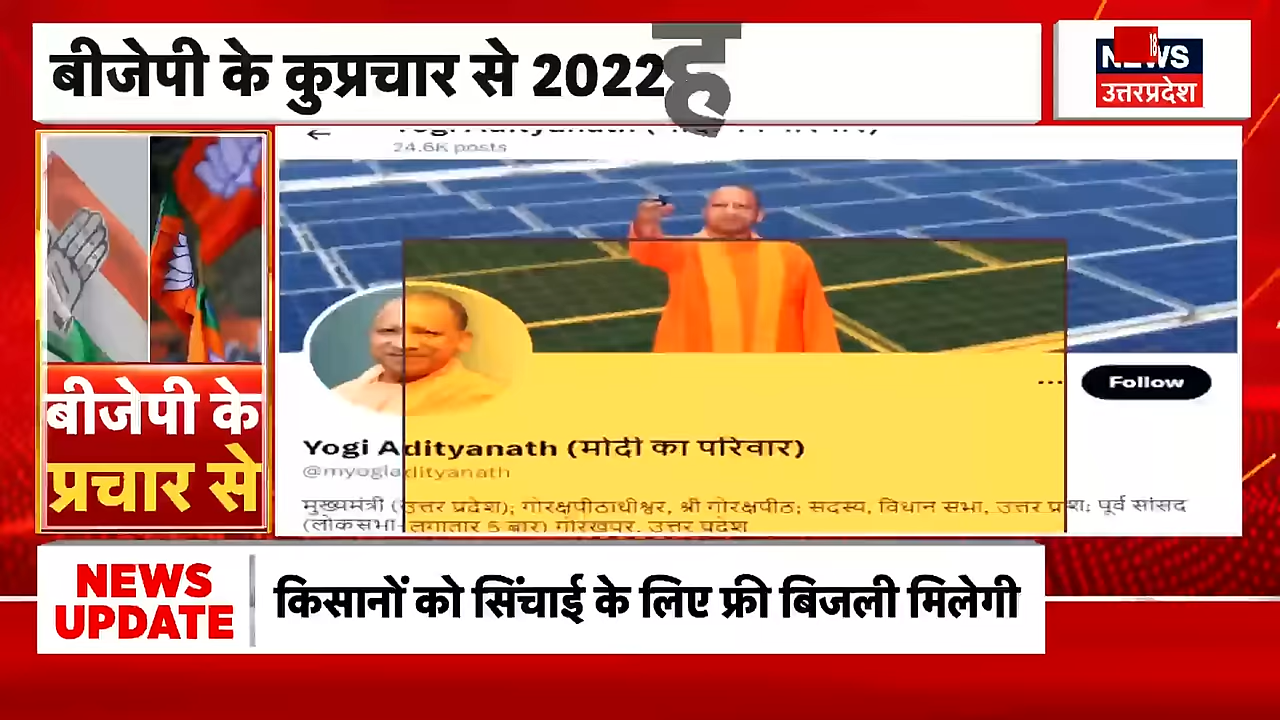 बीजेपी के कुप्रचार से 2022 ह
NEWS 18
उत्तरप्रदेश
24.6K posts
बीजेपी के
प्रचार से
Follow
Yogi Adityanath (मोदी का परिवार)
@myogiadityanath
मुख्यमंत्री (उत्तर प्रदेश); गोरक्षपीठाधीश्वर, श्री गोरक्षपीठ; सदस्य, विधान सभा, उत्तर प्रश; पूर्व सांसद
(लोकसभा-लगातार 5 बार) गोरखपुर, उत्तर प्रदेश
NEWS
UPDATE
किसानों को सिंचाई के लिए फ्री बिजली मिलेगी